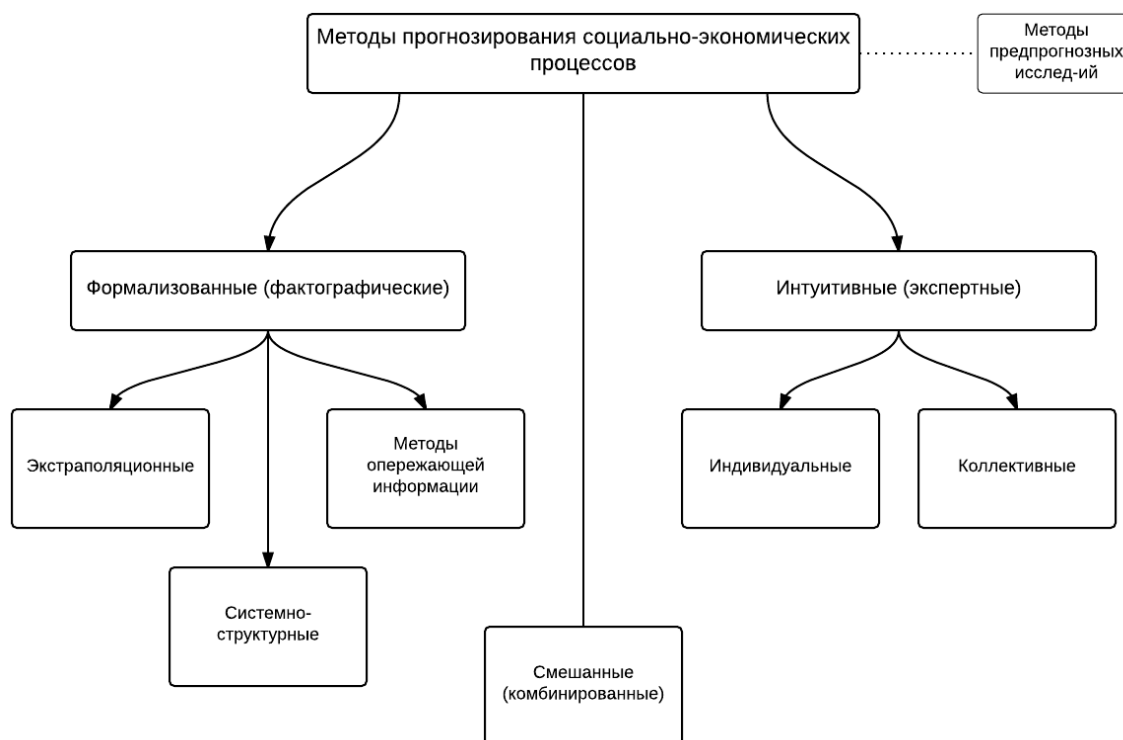 Методы прогнозирования социально-экономических
процессов
Методы
предпрогнозных
исслед-ий
Формализованные (фактографические)
Интуитивные (экспертные)
Экстраполяционные
Методы
опережающей
информации
Индивидуальные
Коллективные
Системно-
структурные
Смешанные
(комбинированные)